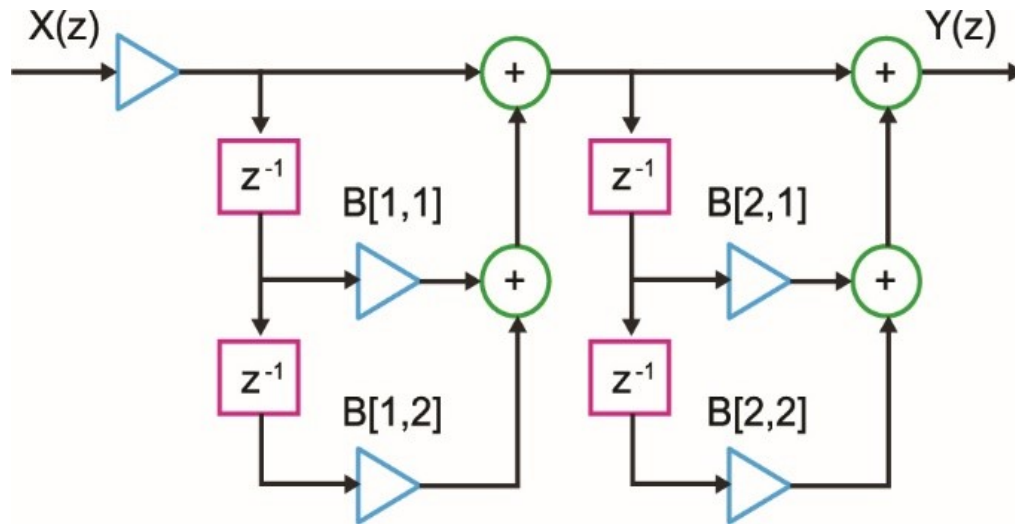 X(z) Y(z)
+ +
z⁻¹ z⁻¹
B[1,1] B[2,1]
+ +
z⁻¹ z⁻¹
B[1,2] B[2,2]